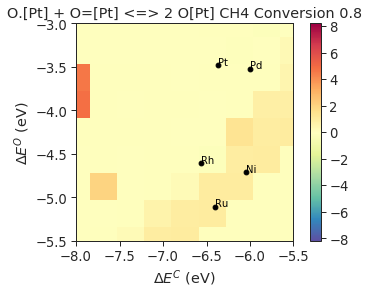 O.[Pt] + O=[Pt] <=> 2 O[Pt] CH4 Conversion 0.8
−3.0
−3.5
−4.0
−4.5
−5.0
−5.5
ΔE^O (eV)
Pt
Pd
Rh
Ni
Ru
−8.0
−7.5
−7.0
−6.5
−6.0
−5.5
ΔE^C (eV)
8
6
4
2
0
−2
−4
−6
−8